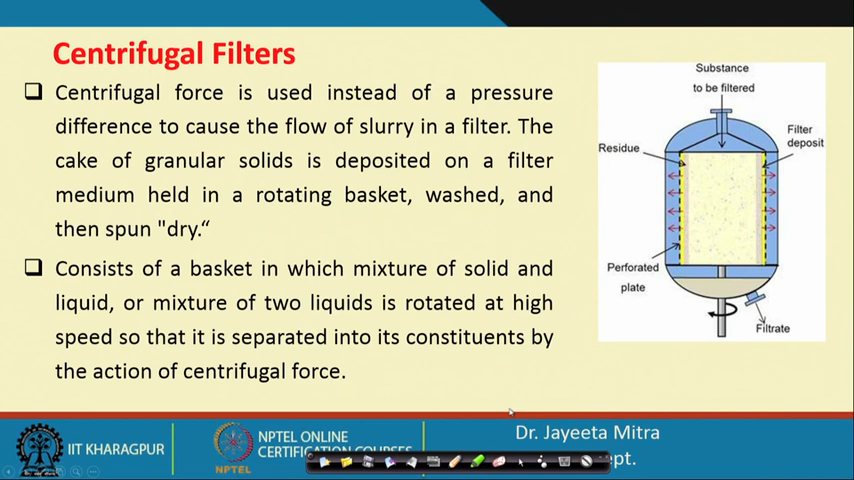 Centrifugal Filters
Centrifugal force is used instead of a pressure
difference to cause the flow of slurry in a filter. The
cake of granular solids is deposited on a filter
medium held in a rotating basket, washed, and
then spun "dry.“
Consists of a basket in which mixture of solid and
liquid, or mixture of two liquids is rotated at high
speed so that it is separated into its constituents by
the action of centrifugal force.
Substance
to be filtered
Filter
deposit
Residue
Perforated
plate
Filtrate
IIT KHARAGPUR
NPTEL
NPTEL ONLINE
CERTIFICATION COURSES
Dr. Jayeeta Mitra
ept.